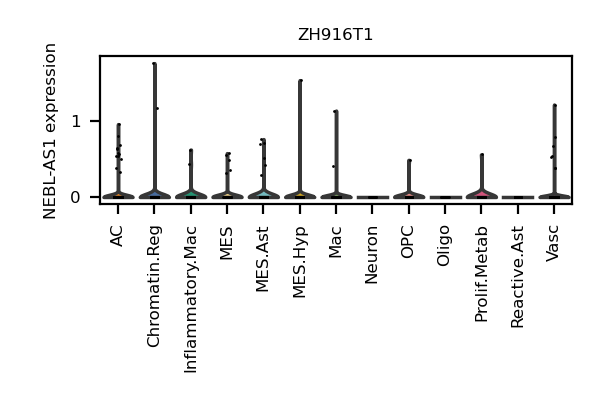 ZH916T1
NEBL-AS1 expression
1
0
AC
Chromatin.Reg
Inflammatory.Mac
MES
MES.Ast
MES.Hyp
Mac
Neuron
OPC
Oligo
Prolif.Metab
Reactive.Ast
Vasc